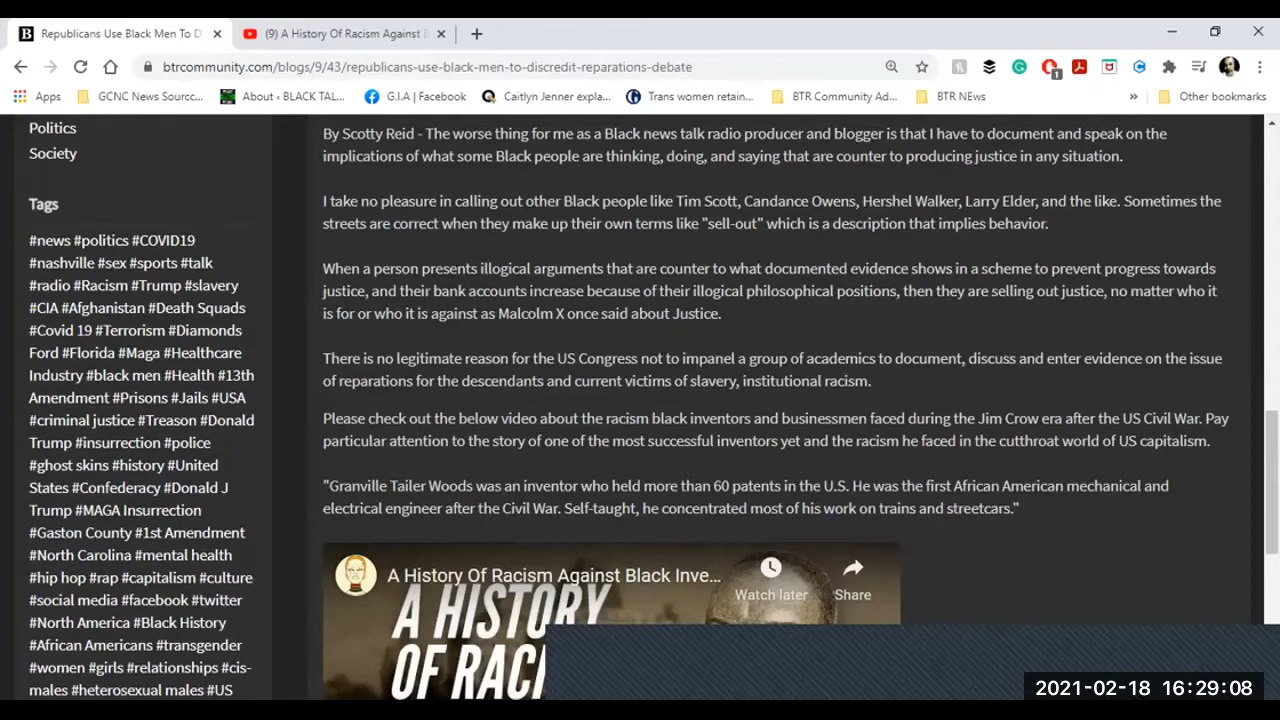 Republicans Use Black Men To D
(9) A History Of Racism Against B
btrcommunity.com/blogs/9/43/republicans-use-black-men-to-discredit-reparations-debate
1
Apps
GCNC News Sourcc...
About ‹ BLACK TAL...
G.I.A | Facebook
Caitlyn Jenner expla...
Trans women retain...
BTR Community Ad...
BTR NEws
»
Other bookmarks
Politics
Society
Tags
#news #politics #COVID19
#nashville #sex #sports #talk
#radio #Racism #Trump #slavery
#CIA #Afghanistan #Death Squads
#Covid 19 #Terrorism #Diamonds
Ford #Florida #Maga #Healthcare
Industry #black men #Health #13th
Amendment #Prisons #Jails #USA
#criminal justice #Treason #Donald
Trump #insurrection #police
#ghost skins #history #United
States #Confederacy #Donald J
Trump #MAGA Insurrection
#Gaston County #1st Amendment
#North Carolina #mental health
#hip hop #rap #capitalism #culture
#social media #facebook #twitter
#North America #Black History
#African Americans #transgender
#women #girls #relationships #cis-
males #heterosexual males #US
By Scotty Reid - The worse thing for me as a Black news talk radio producer and blogger is that I have to document and speak on the
implications of what some Black people are thinking, doing, and saying that are counter to producing justice in any situation.
I take no pleasure in calling out other Black people like Tim Scott, Candance Owens, Hershel Walker, Larry Elder, and the like. Sometimes the
streets are correct when they make up their own terms like "sell-out" which is a description that implies behavior.
When a person presents illogical arguments that are counter to what documented evidence shows in a scheme to prevent progress towards
justice, and their bank accounts increase because of their illogical philosophical positions, then they are selling out justice, no matter who it
is for or who it is against as Malcolm X once said about Justice.
There is no legitimate reason for the US Congress not to impanel a group of academics to document, discuss and enter evidence on the issue
of reparations for the descendants and current victims of slavery, institutional racism.
Please check out the below video about the racism black inventors and businessmen faced during the Jim Crow era after the US Civil War. Pay
particular attention to the story of one of the most successful inventors yet and the racism he faced in the cutthroat world of US capitalism.
"Granville Tailer Woods was an inventor who held more than 60 patents in the U.S. He was the first African American mechanical and
electrical engineer after the Civil War. Self-taught, he concentrated most of his work on trains and streetcars."
A History Of Racism Against Black Inve...
Watch later
Share
A HISTORY
OF RACI
2021-02-18 16:29:08